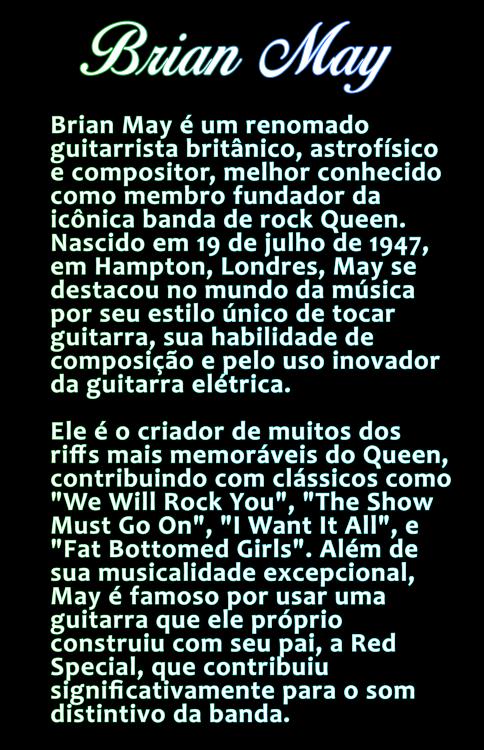 Brian May
Brian May é um renomado
guitarrista britânico, astrofísico
e compositor, melhor conhecido
como membro fundador da
icônica banda de rock Queen.
Nascido em 19 de julho de 1947,
em Hampton, Londres, May se
destacou no mundo da música
por seu estilo único de tocar
guitarra, sua habilidade de
composição e pelo uso inovador
da guitarra elétrica.
Ele é o criador de muitos dos
riffs mais memoráveis do Queen,
contribuindo com clássicos como
"We Will Rock You", "The Show
Must Go On", "I Want It All", e
"Fat Bottomed Girls". Além de
sua musicalidade excepcional,
May é famoso por usar uma
guitarra que ele próprio
construiu com seu pai, a Red
Special, que contribuiu
significativamente para o som
distintivo da banda.